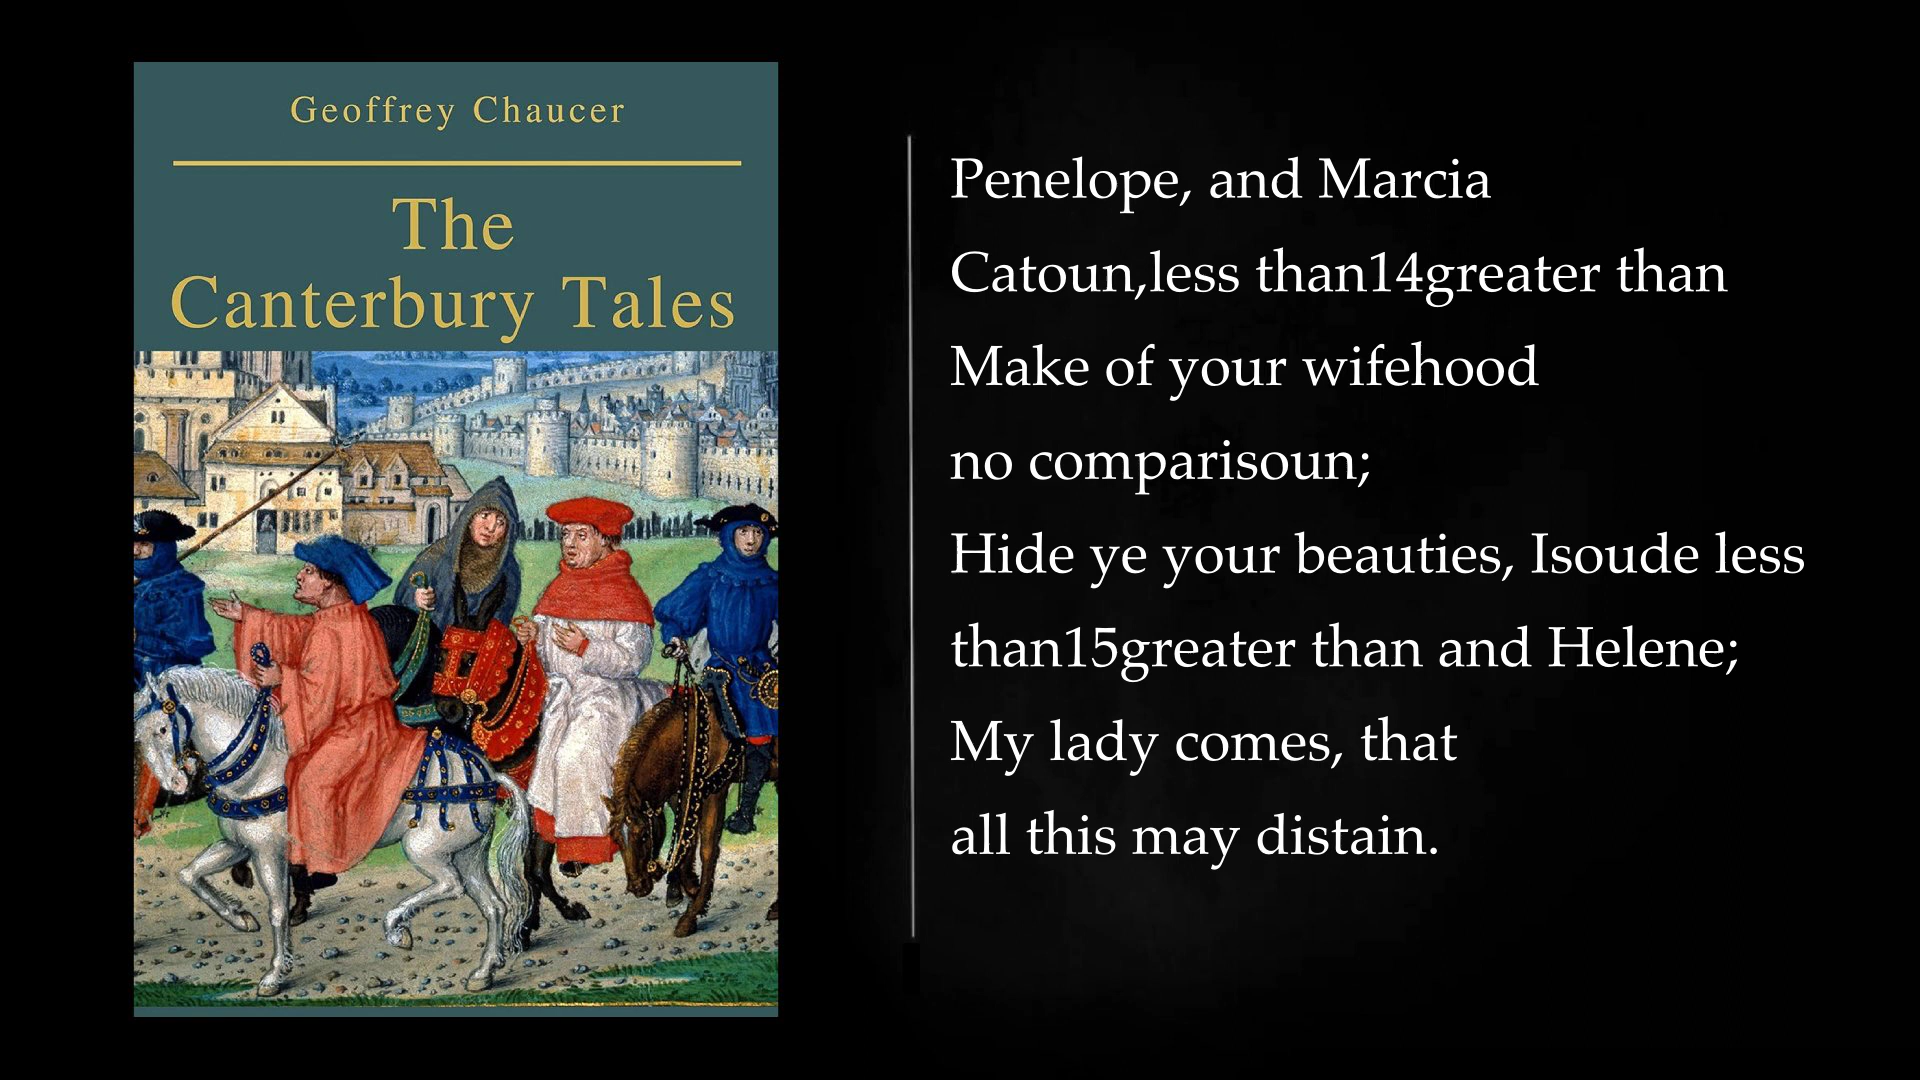 Geoffrey Chaucer
The
Canterbury Tales
Penelope, and Marcia
Catoun,less than14greater than
Make of your wifehood
no comparisoun;
Hide ye your beauties, Isoude less
than15greater than and Helene;
My lady comes, that
all this may distain.